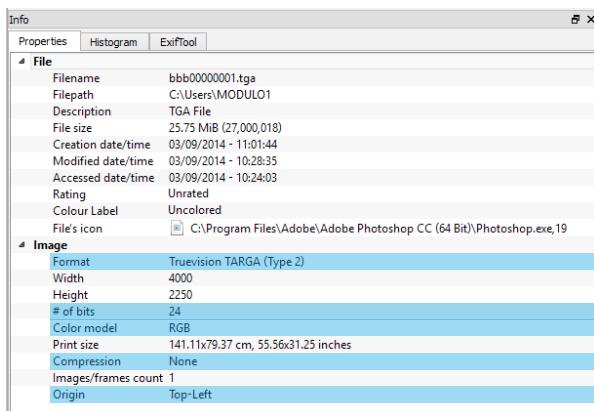 Info
Properties Histogram ExifTool
File
Filename bbb00000001.tga
Filepath C:\Users\MODULO1
Description TGA File
File size 25.75 MiB (27,000,018)
Creation date/time 03/09/2014 - 11:01:44
Modified date/time 03/09/2014 - 10:28:35
Accessed date/time 03/09/2014 - 10:24:03
Rating Unrated
Colour Label Uncolored
File's icon C:\Program Files\Adobe\Adobe Photoshop CC (64 Bit)\Photoshop.exe,19
Image
Format Truevision TARGA (Type 2)
Width 4000
Height 2250
# of bits 24
Color model RGB
Print size 141.11x79.37 cm, 55.56x31.25 inches
Compression None
Images/frames count 1
Origin Top-Left